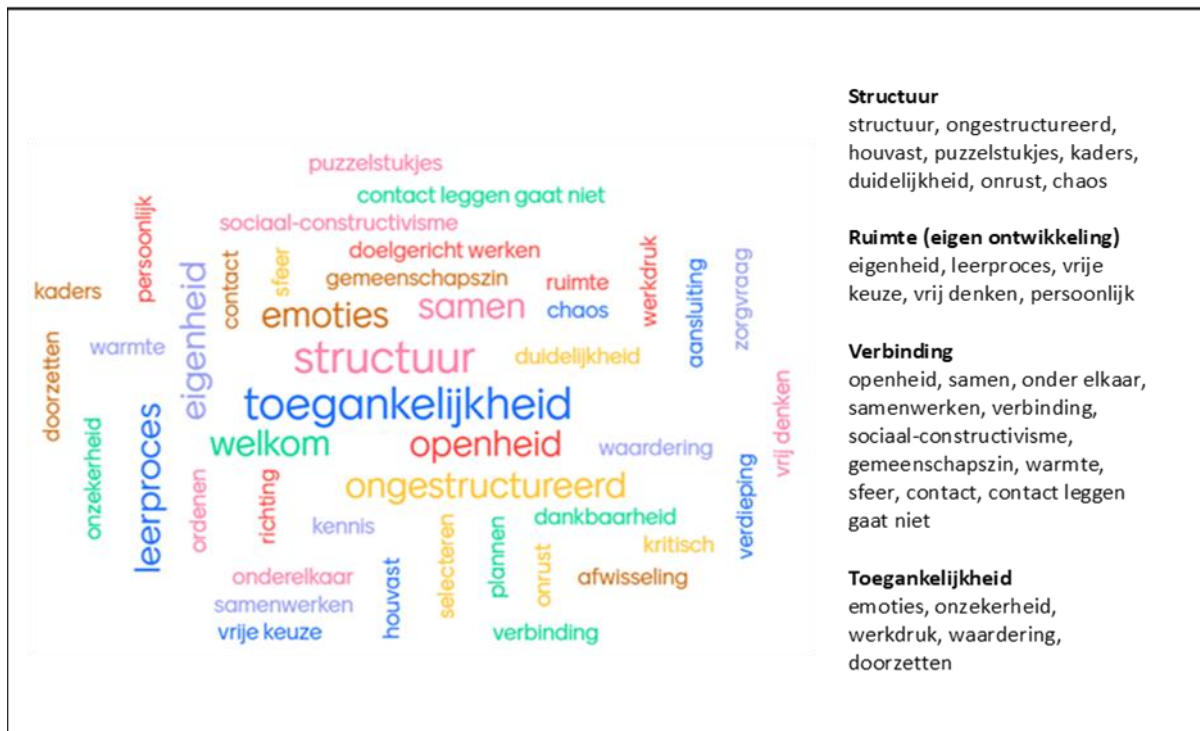 puzzelstukjes
contact leggen gaat niet
sociaal-constructivisme
persoonlijk
doelgericht werken
werkdruk
contact
sfeer
gemeenschapszin
ruimte
aansluiting
zorgvraag
kaders
eigenheid
emoties
samen
chaos
doorzetten
warmte
structuur
duidelijkheid
toegankelijkheid
vrij denken
leerproces
onzekerheid
welkom
openheid
waardering
ordenen
richting
ongestructureerd
verdieping
kennis
selecteren
plannen
dankbaarheid
kritisch
onderelkaar
houvast
onrust
afwisseling
samenwerken
vrije keuze
verbinding
Structuur
structuur, ongestructureerd,
houvast, puzzelstukjes, kaders,
duidelijkheid, onrust, chaos
Ruimte (eigen ontwikkeling)
eigenheid, leerproces, vrije
keuze, vrij denken, persoonlijk
Verbinding
openheid, samen, onder elkaar,
samenwerken, verbinding,
sociaal-constructivisme,
gemeenschapszin, warmte,
sfeer, contact, contact leggen
gaat niet
Toegankelijkheid
emoties, onzekerheid,
werkdruk, waardering,
doorzetten